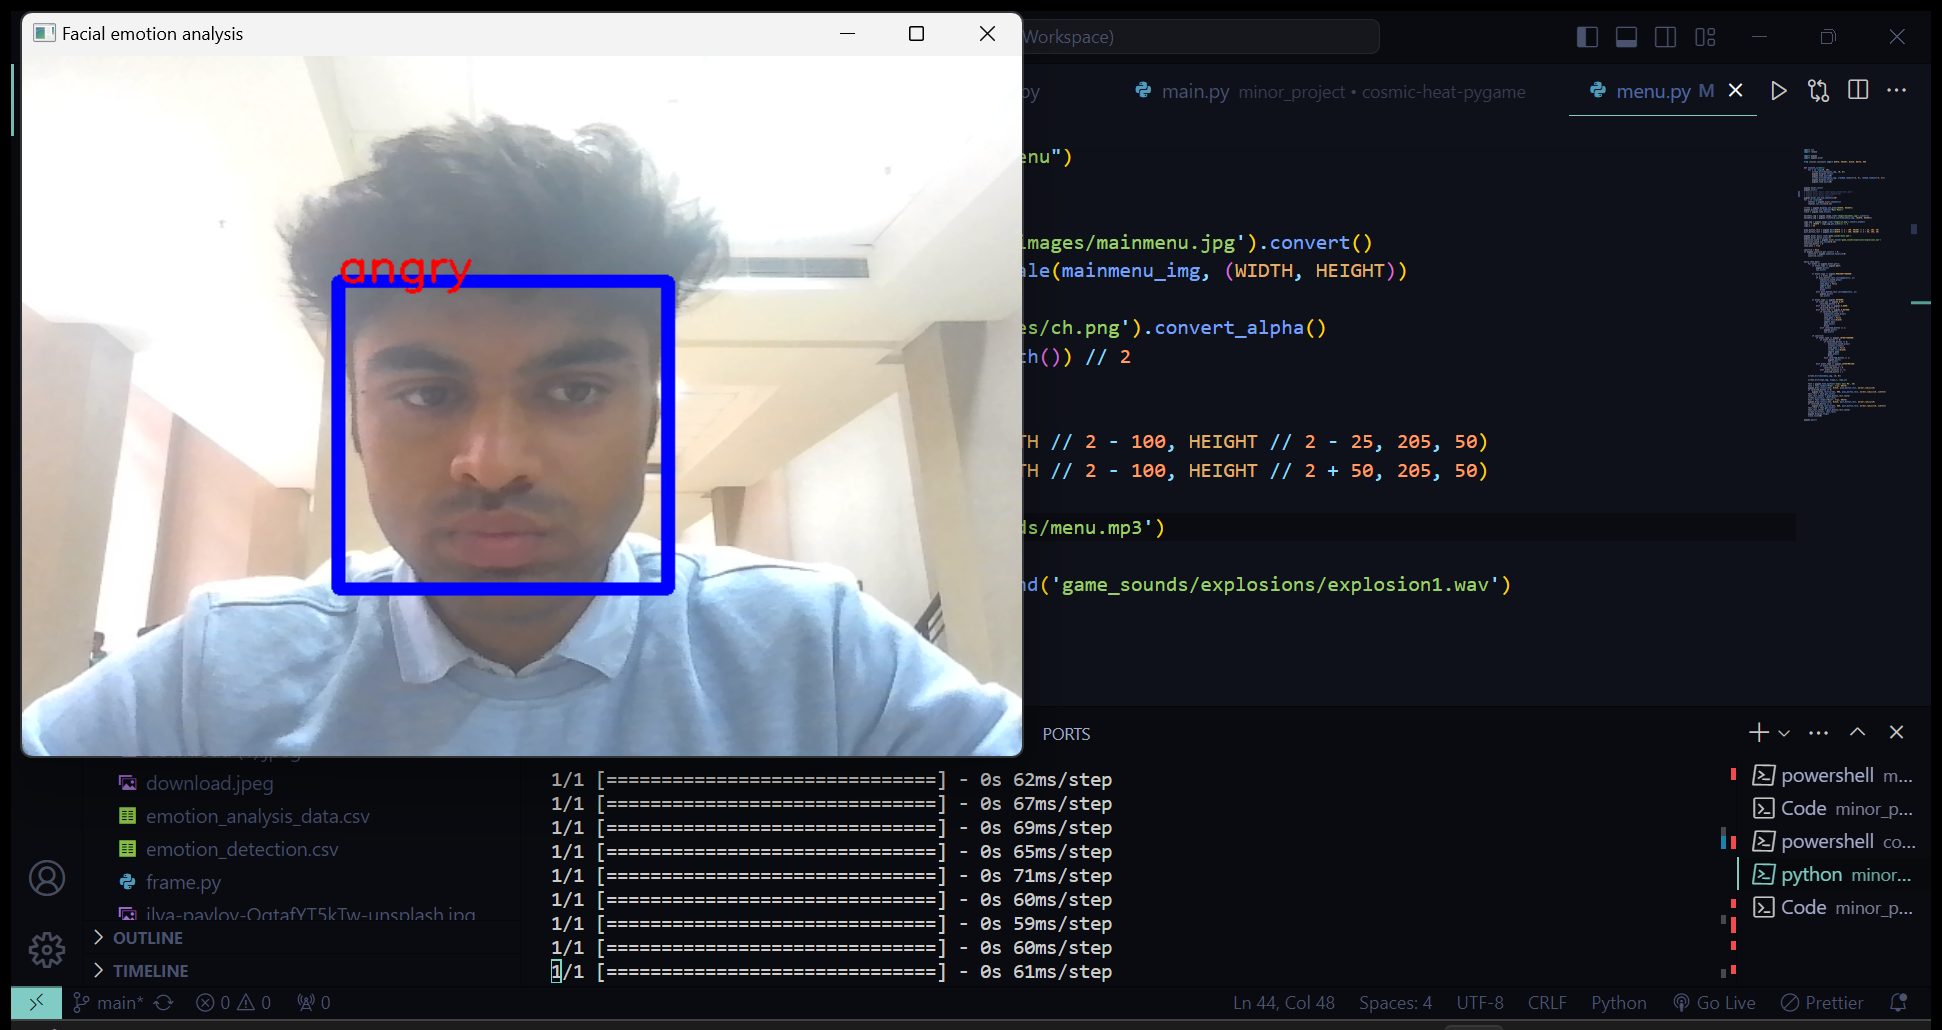 Facial emotion analysis
Workspace)
py
main.py minor_project • cosmic-heat-pygame
menu.py M
enu")
images/mainmenu.jpg').convert()
ale(mainmenu_img, (WIDTH, HEIGHT))
angry
es/ch.png').convert_alpha()
th()) // 2
TH // 2 - 100, HEIGHT // 2 - 25, 205, 50)
TH // 2 - 100, HEIGHT // 2 + 50, 205, 50)
ds/menu.mp3')
nd('game_sounds/explosions/explosion1.wav')
PORTS
download.jpeg
emotion_analysis_data.csv
emotion_detection.csv
frame.py
ilya-pavlov-OqtafYT5kTw-unsplash.jpg
OUTLINE
TIMELINE
1/1 [==============================] - 0s 62ms/step
1/1 [==============================] - 0s 67ms/step
1/1 [==============================] - 0s 69ms/step
1/1 [==============================] - 0s 65ms/step
1/1 [==============================] - 0s 71ms/step
1/1 [==============================] - 0s 60ms/step
1/1 [==============================] - 0s 59ms/step
1/1 [==============================] - 0s 60ms/step
1/1 [==============================] - 0s 61ms/step
powershell m...
Code minor_p...
powershell co...
python minor...
Code minor_p...
main* 0 0 0
Ln 44, Col 48 Spaces: 4 UTF-8 CRLF Python Go Live Prettier